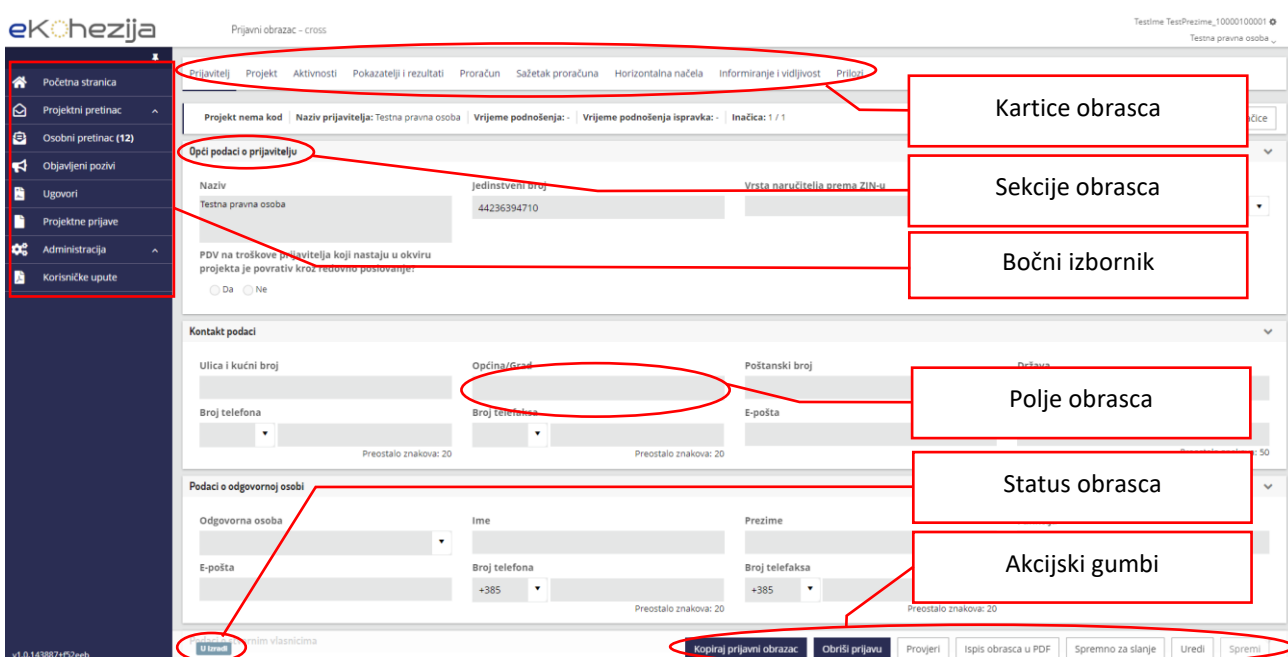 eKohezija
Prijavni obrazac - cross
TestIme TestPrezime_10000100001
Testna pravna osoba
Početna stranica
Projektni pretinac
Osobni pretinac (12)
Objavljeni pozivi
Ugovori
Projektne prijave
Administracija
Korisničke upute
Prijavitelj Projekt Aktivnosti Pokazatelji i rezultati Proračun Sažetak proračuna Horizontalna načela Informiranje i vidljivost Prilozi
Kartice obrasca
Projekt nema kod Naziv prijavitelja: Testna pravna osoba Vrijeme podnošenja: - Vrijeme podnošenja ispravka: - Inačica: 1 / 1
Opći podaci o prijavitelju
Sekcije obrasca
Naziv Jedinstveni broj Vrsta naručitelja prema ZIN-u
Testna pravna osoba
44236394710
Bočni izbornik
PDV na troškove prijavitelja koji nastaju u okviru
projekta je povrativ kroz redovno poslovanje?
Da Ne
Kontakt podaci
Ulica i kućni broj Općina/Grad Poštanski broj Država
Polje obrasca
Broj telefona Broj telefaksa E-pošta
Preostalo znakova: 20 Preostalo znakova: 20 Preostalo znakova: 50
Status obrasca
Podaci o odgovornoj osobi
Odgovorna osoba Ime Prezime
Akcijski gumbi
E-pošta Broj telefona Broj telefaksa
+385 +385
Preostalo znakova: 20 Preostalo znakova: 20
vlasnicima
U izradi
Kopiraj prijavni obrazac Obriši prijavu Provjeri Ispis obrasca u PDF Spremno za slanje Uredi Spremi